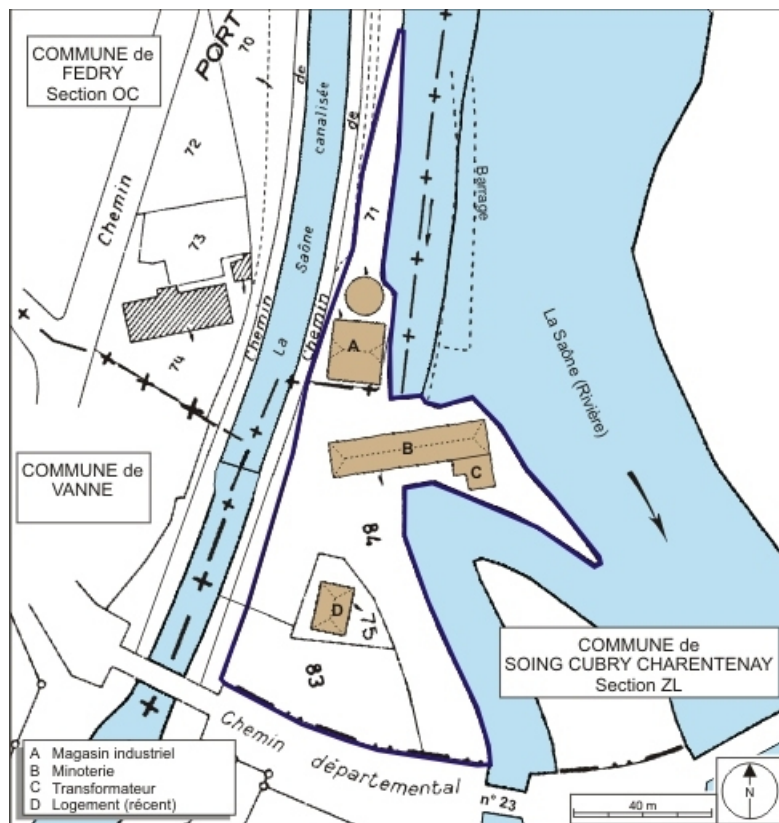 COMMUNE de
FEDRY
Section OC
PORT
70
72
73
74
Chemin
Chemin
de
La Saône canalisée
Chemin
de
71
Barrage
La Saône (Rivière)
A
B
C
84
D
75
83
COMMUNE de
VANNE
COMMUNE de
SOING CUBRY CHARENTENAY
Section ZL
Chemin départemental
n° 23
A Magasin industriel
B Minoterie
C Transformateur
D Logement (récent)
40 m
N